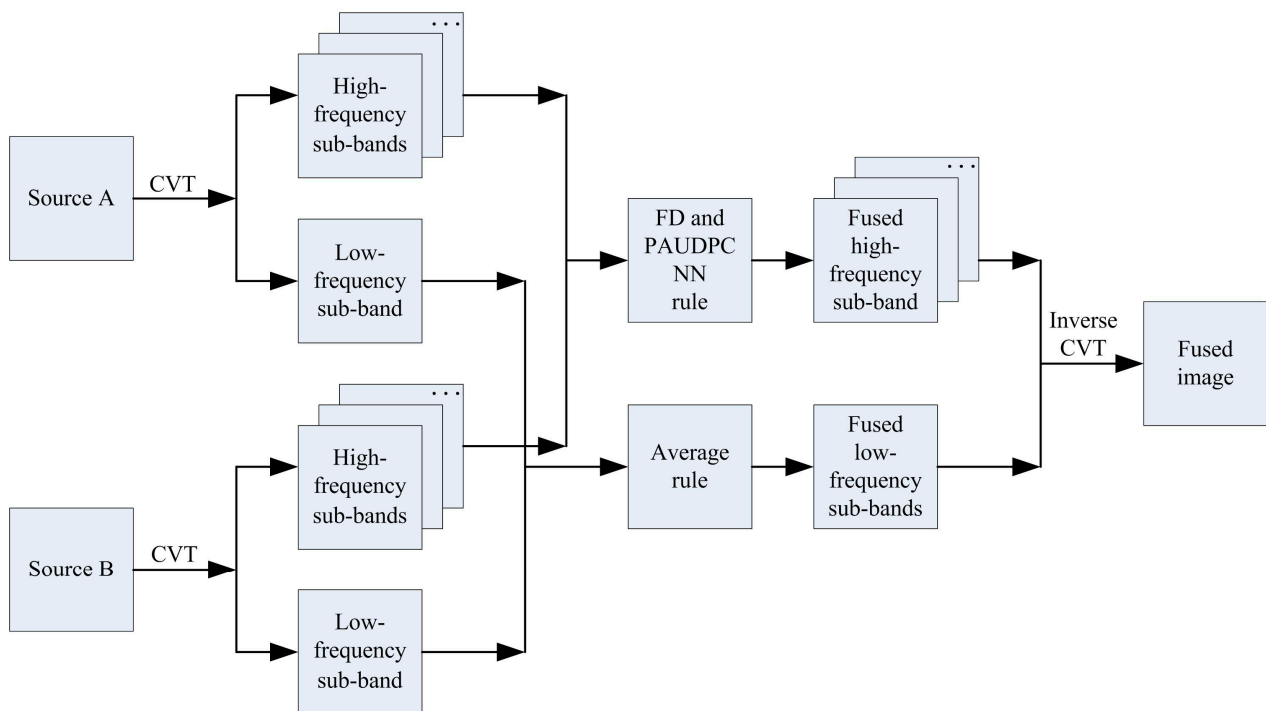 Source A
CVT
High-
frequency
sub-bands
...
Low-
frequency
sub-band
Source B
CVT
High-
frequency
sub-bands
...
Low-
frequency
sub-band
FD and
PAUDPC
NN
rule
Average
rule
Fused
high-
frequency
sub-band
...
Fused
low-
frequency
sub-bands
Inverse
CVT
Fused
image